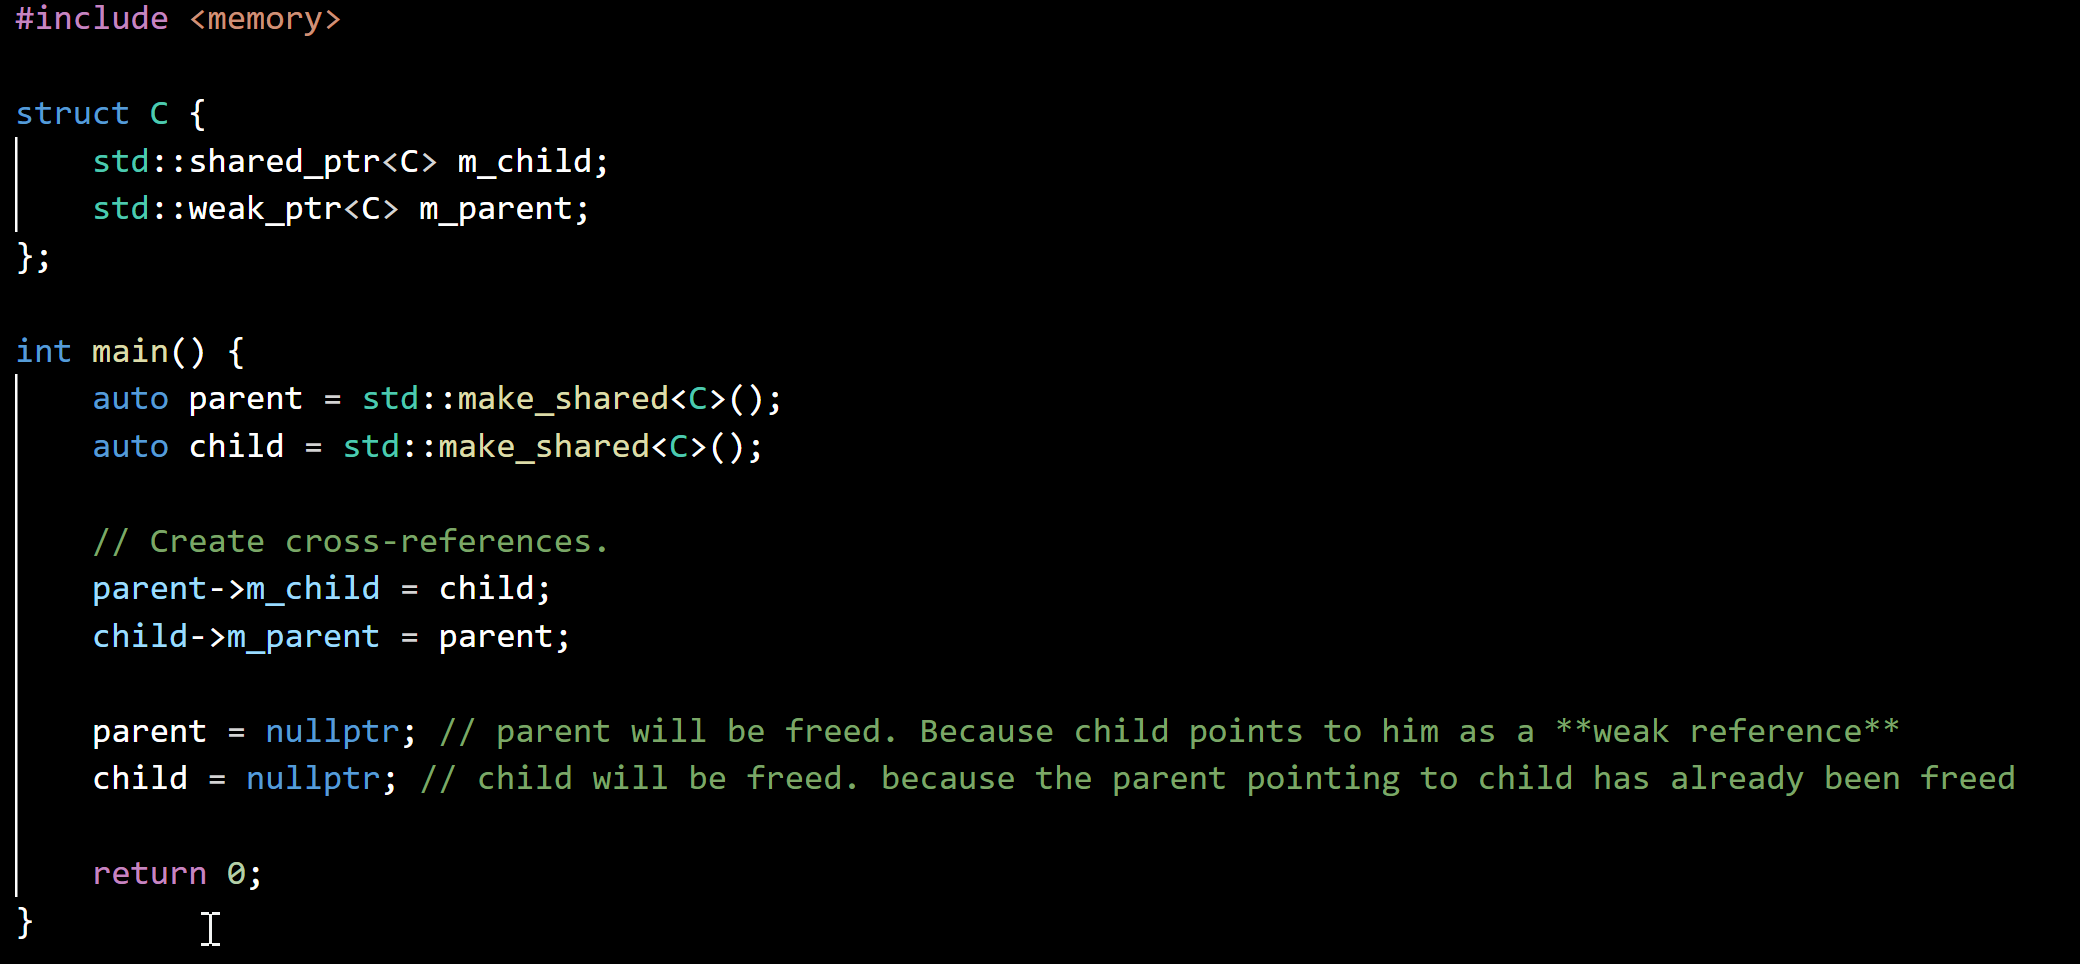 #include <memory>
struct C {
    std::shared_ptr<C> m_child;
    std::weak_ptr<C> m_parent;
};
int main() {
    auto parent = std::make_shared<C>();
    auto child = std::make_shared<C>();
    // Create cross-references.
    parent->m_child = child;
    child->m_parent = parent;
    parent = nullptr; // parent will be freed. Because child points to him as a **weak reference**
    child = nullptr; // child will be freed. because the parent pointing to child has already been freed
    return 0;
}